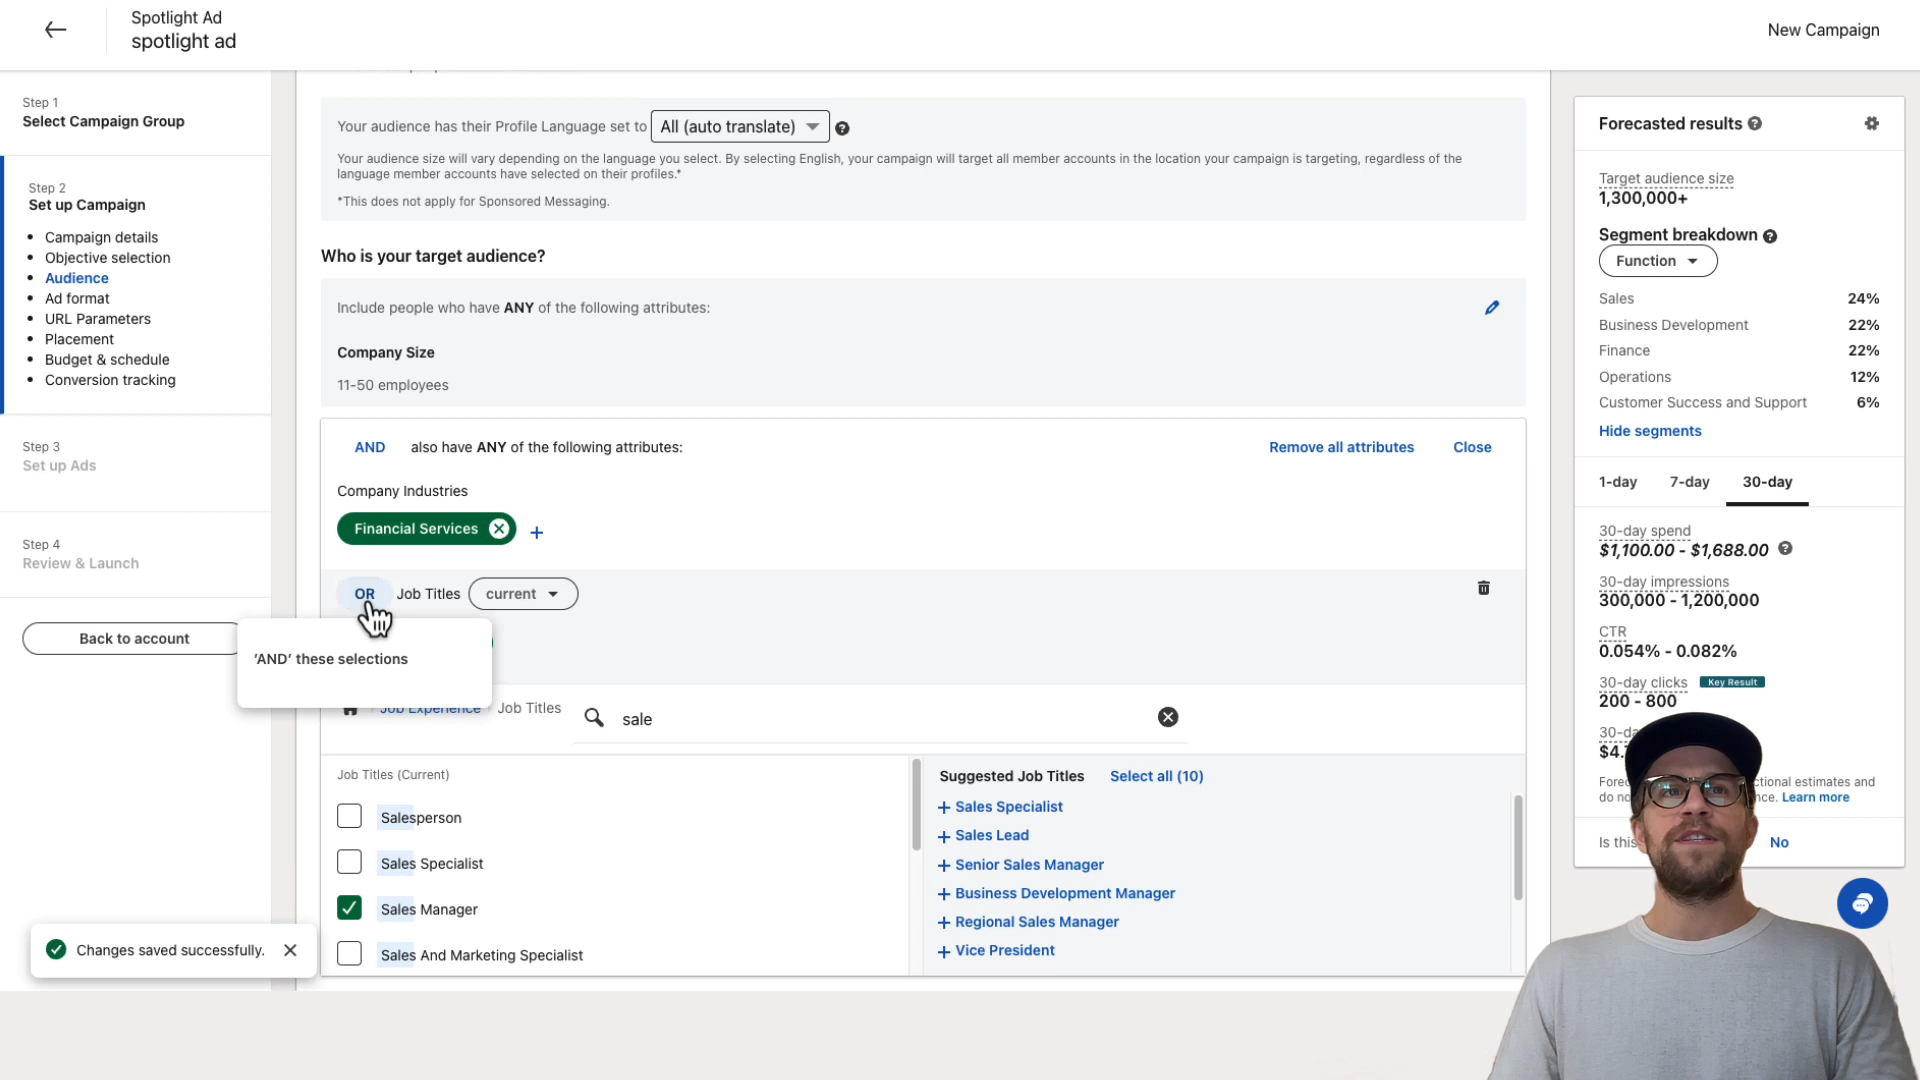 Spotlight Ad
spotlight ad
New Campaign
Step 1
Select Campaign Group
Step 2
Set up Campaign
Campaign details
Objective selection
Audience
Ad format
URL Parameters
Placement
Budget & schedule
Conversion tracking
Step 3
Set up Ads
Step 4
Review & Launch
Back to account
Your audience has their Profile Language set to All (auto translate)
Your audience size will vary depending on the language you select. By selecting English, your campaign will target all member accounts in the location your campaign is targeting, regardless of the
language member accounts have selected on their profiles.*
*This does not apply for Sponsored Messaging.
Who is your target audience?
Include people who have ANY of the following attributes:
Company Size
11-50 employees
AND also have ANY of the following attributes:
Remove all attributes
Close
Company Industries
Financial Services
OR Job Titles current
'AND' these selections
Job Experience Job Titles
sale
Job Titles (Current)
Salesperson
Sales Specialist
Sales Manager
Sales And Marketing Specialist
Suggested Job Titles Select all (10)
Sales Specialist
Sales Lead
Senior Sales Manager
Business Development Manager
Regional Sales Manager
Vice President
Changes saved successfully.
Forecasted results
Target audience size
1,300,000+
Segment breakdown
Function
Sales 24%
Business Development 22%
Finance 22%
Operations 12%
Customer Success and Support 6%
Hide segments
1-day 7-day 30-day
30-day spend
$1,100.00 - $1,688.00
30-day impressions
300,000 - 1,200,000
CTR
0.054% - 0.082%
30-day clicks Key Result
200 - 800
estimates and
Learn more
Is this
No